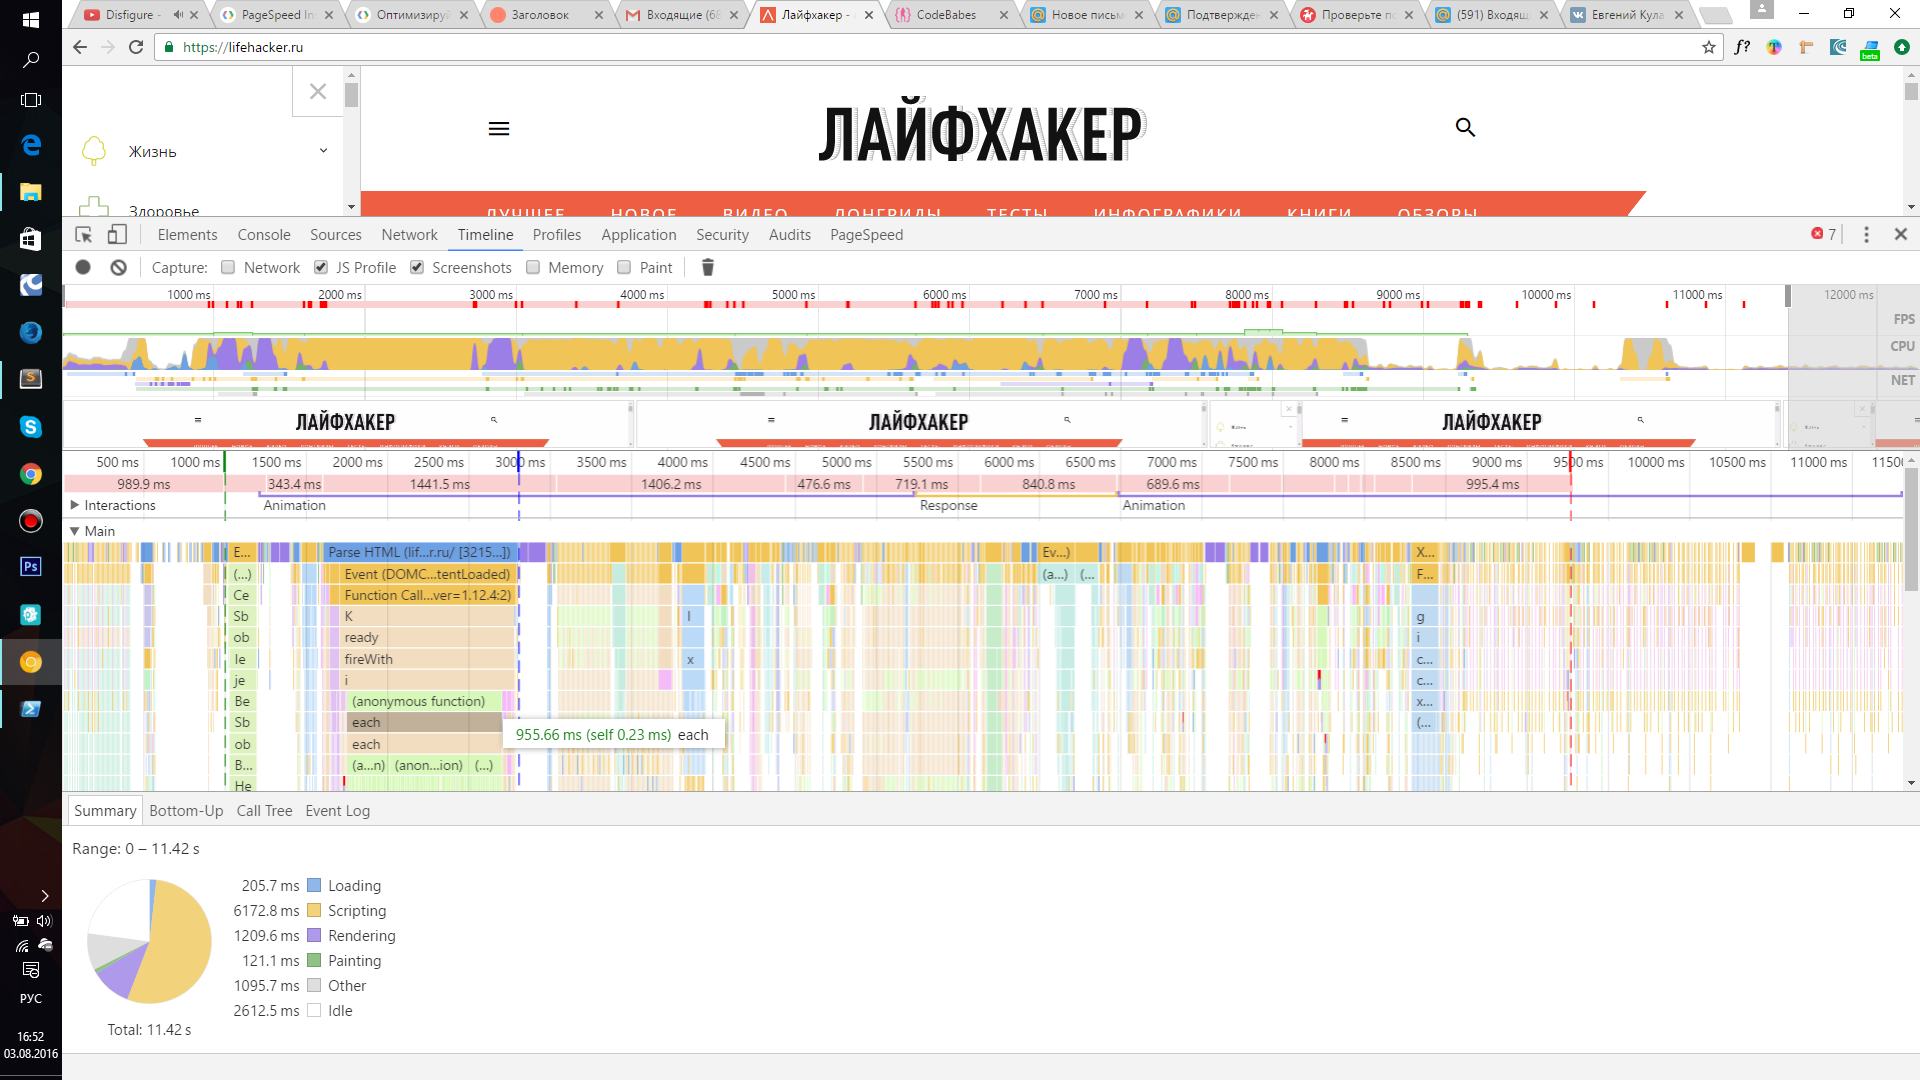 Disfigure -
PageSpeed In
Оптимизируй
Заголовок
Входящие (68
Лайфхакер -
CodeBabes
Новое письм
Подтвержден
Проверьте по
(591) Входящ
Евгений Кула
https://lifehacker.ru
f?
beta
Жизнь
Здоровье
ЛАЙФХАКЕР
ЛУЧШЕЕ НОВОЕ ВИДЕО ЛОНГРИДЫ ТЕСТЫ ИНФОГРАФИКИ КНИГИ ОБЗОРЫ
Elements Console Sources Network Timeline Profiles Application Security Audits PageSpeed
7
Capture: Network JS Profile Screenshots Memory Paint
1000 ms 2000 ms 3000 ms 4000 ms 5000 ms 6000 ms 7000 ms 8000 ms 9000 ms 10000 ms 11000 ms 12000 ms
FPS
CPU
NET
ЛАЙФХАКЕР ЛАЙФХАКЕР ЛАЙФХАКЕР
500 ms 1000 ms 1500 ms 2000 ms 2500 ms 3000 ms 3500 ms 4000 ms 4500 ms 5000 ms 5500 ms 6000 ms 6500 ms 7000 ms 7500 ms 8000 ms 8500 ms 9000 ms 9500 ms 10000 ms 10500 ms 11000 ms 11500
989.9 ms 343.4 ms 1441.5 ms 1406.2 ms 476.6 ms 719.1 ms 840.8 ms 689.6 ms 995.4 ms
Interactions Animation Response Animation
Main
E... Parse HTML (lif...r.ru/ [3215...]) Ev...) X...
(...) Event (DOMC...tentLoaded) (a...) (... F...
Ce Function Call...ver=1.12.4:2)
Sb K l g
ob ready i
le fireWith x c...
je i c...
Be (anonymous function) x...
Sb each (...
955.66 ms (self 0.23 ms) each
ob each
B... (a...n) (anon...ion) (...)
He
Summary Bottom-Up Call Tree Event Log
Range: 0 – 11.42 s
205.7 ms Loading
6172.8 ms Scripting
1209.6 ms Rendering
121.1 ms Painting
1095.7 ms Other
2612.5 ms Idle
Total: 11.42 s
РУС
16:52
03.08.2016